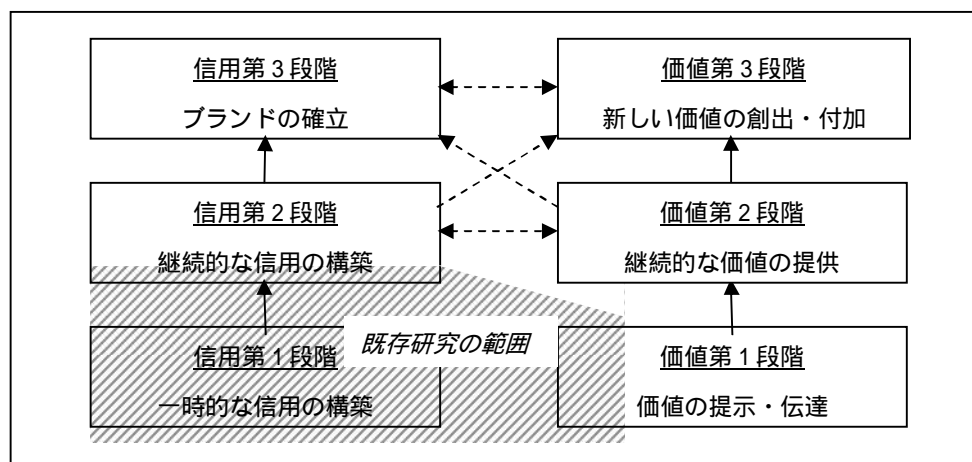 信用第3段階
ブランドの確立
価値第3段階
新しい価値の創出・付加
信用第2段階
継続的な信用の構築
価値第2段階
継続的な価値の提供
既存研究の範囲
信用第1段階
一時的な信用の構築
価値第1段階
価値の提示・伝達